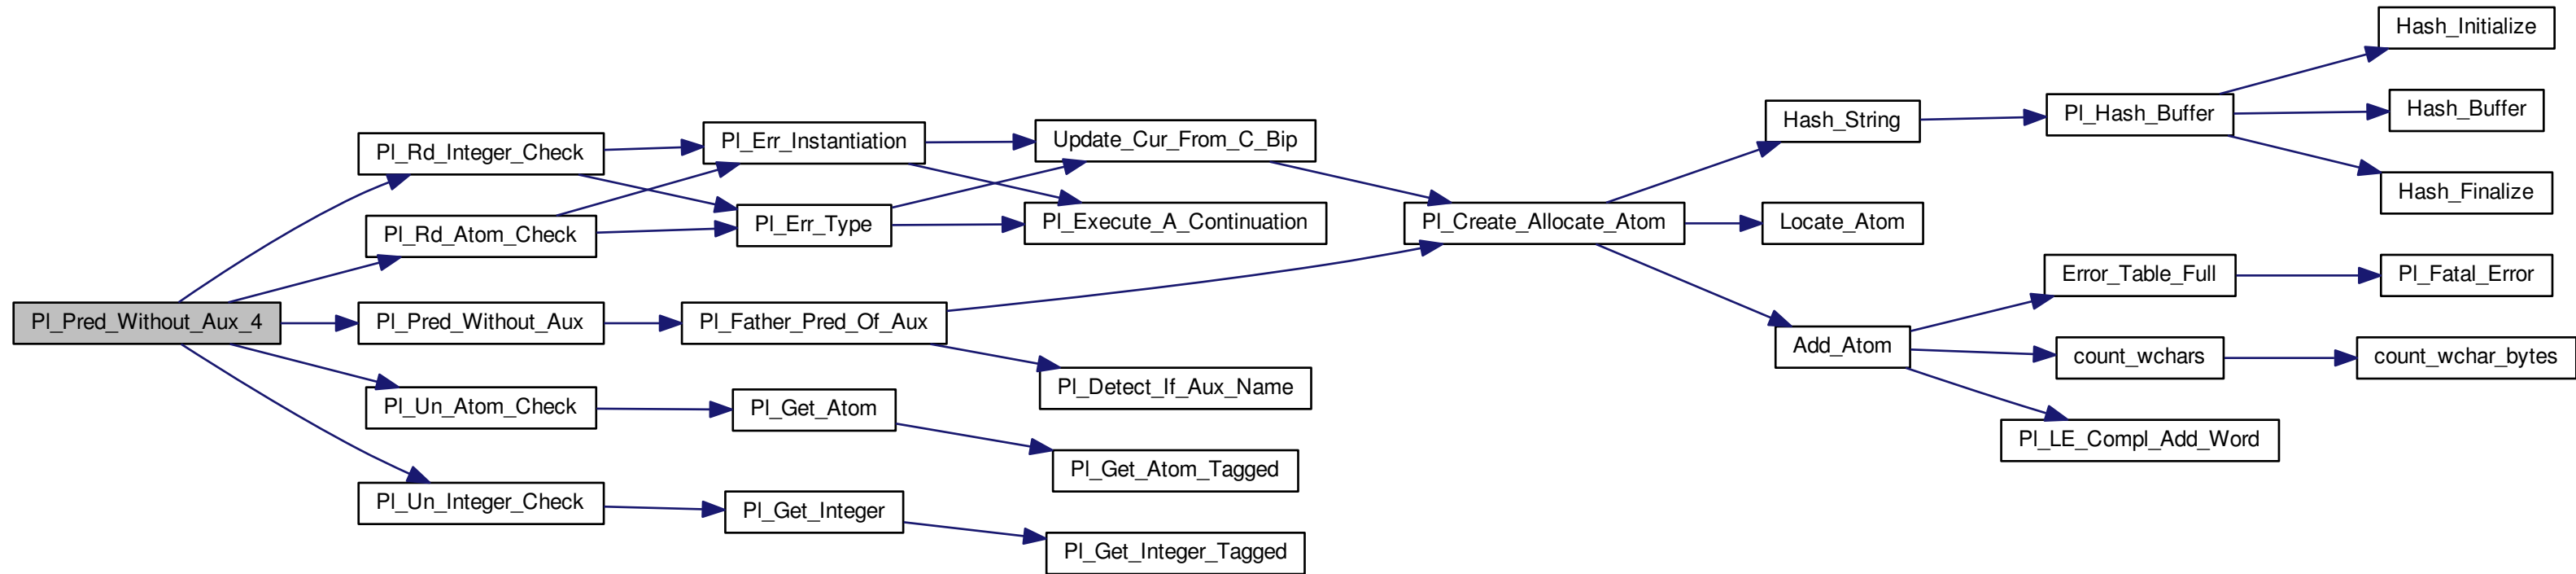 Pl_Pred_Without_Aux_4
Pl_Rd_Integer_Check
Pl_Rd_Atom_Check
Pl_Pred_Without_Aux
Pl_Un_Atom_Check
Pl_Un_Integer_Check
Pl_Err_Instantiation
Pl_Err_Type
Pl_Father_Pred_Of_Aux
Pl_Get_Atom
Pl_Get_Integer
Update_Cur_From_C_Bip
Pl_Execute_A_Continuation
Pl_Detect_If_Aux_Name
Pl_Get_Atom_Tagged
Pl_Get_Integer_Tagged
Pl_Create_Allocate_Atom
Hash_String
Locate_Atom
Add_Atom
Pl_Hash_Buffer
Error_Table_Full
count_wchars
Pl_LE_Compl_Add_Word
Hash_Initialize
Hash_Buffer
Hash_Finalize
Pl_Fatal_Error
count_wchar_bytes